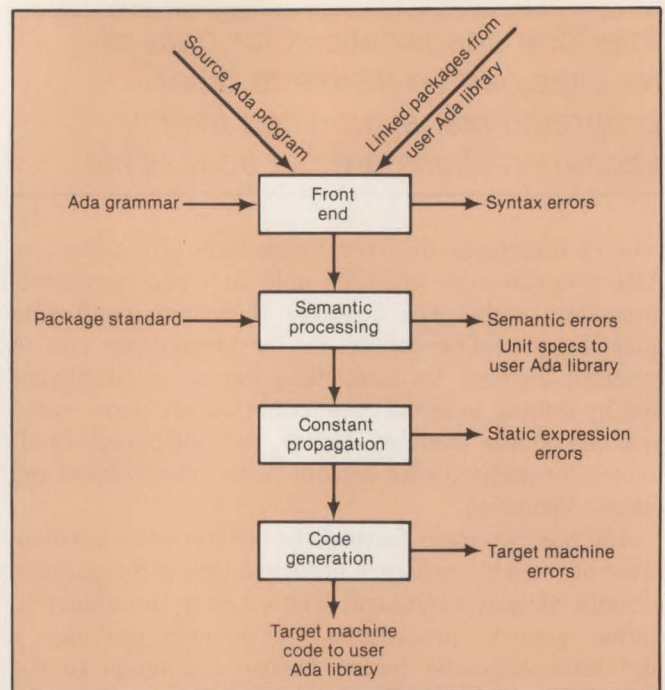 Source Ada program
Linked packages from
user Ada library
Ada grammar
Front
end
Syntax errors
Package standard
Semantic
processing
Semantic errors
Unit specs to
user Ada library
Constant
propagation
Static expression
errors
Code
generation
Target machine
errors
Target machine
code to user
Ada library